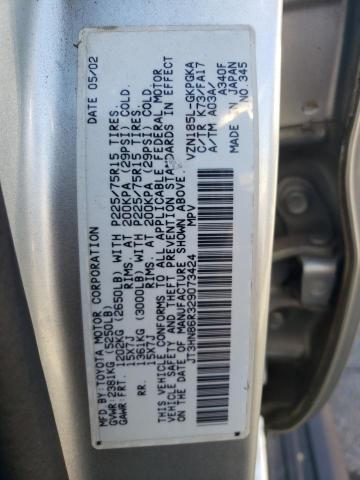 MFD.BY:TOYOTA MOTOR CORPORATION 05/02
GVWR:2381KG (5250LB)
GAWR:FRT. 1202KG (2650LB) WITH P225/75R15 TIRES.
15X7J RIMS. AT 200KPA (29PSI) COLD.
RR. 1361KG (3000LB) WITH P225/75R15 TIRES.
15X7J RIMS. AT 200KPA (29PSI) COLD.
THIS VEHICLE CONFORMS TO ALL APPLICABLE FEDERAL MOTOR
VEHICLE SAFETY AND THEFT PREVENTION STANDARDS IN EFFECT
ON THE DATE OF MANUFACTURE SHOWN ABOVE.
JT3HN86R329073424 MPV
VZN185L-GKPGKA
C/TR K73/FA17
A/TM A03A/ A340F
MADE IN JAPAN
NO.345